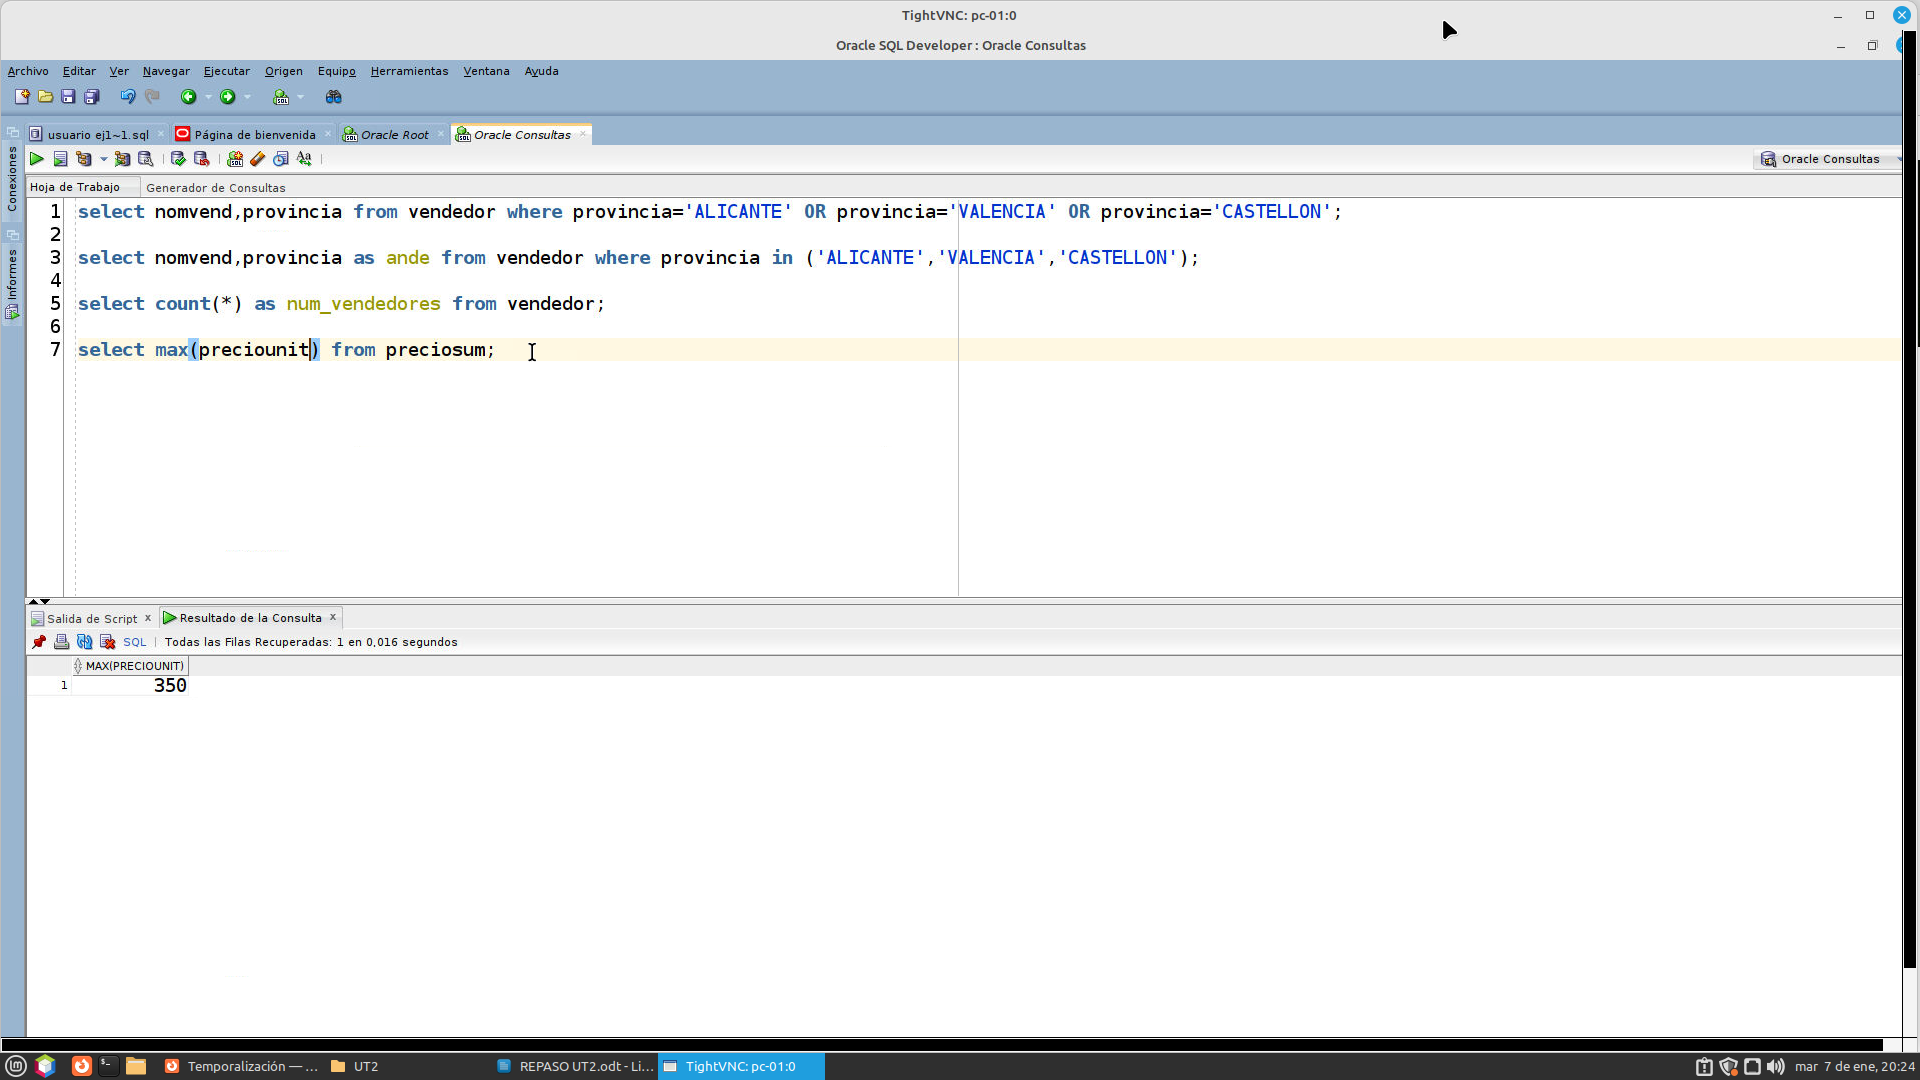 TightVNC: pc-01:0
Oracle SQL Developer : Oracle Consultas
Archivo Editar Ver Navegar Ejecutar Origen Equipo Herramientas Ventana Ayuda
usuario ej1~1.sql Página de bienvenida Oracle Root Oracle Consultas
Oracle Consultas
Conexiones
Informes
Hoja de Trabajo Generador de Consultas
1 select nomvend,provincia from vendedor where provincia='ALICANTE' OR provincia='VALENCIA' OR provincia='CASTELLON';
2
3 select nomvend,provincia as ande from vendedor where provincia in ('ALICANTE','VALENCIA','CASTELLON');
4
5 select count(*) as num_vendedores from vendedor;
6
7 select max(preciounit) from preciosum;
Salida de Script x Resultado de la Consulta x
SQL | Todas las Filas Recuperadas: 1 en 0,016 segundos
MAX(PRECIOUNIT)
1 350
Temporalización — ... UT2 REPASO UT2.odt - Li... TightVNC: pc-01:0 mar 7 de ene, 20:24